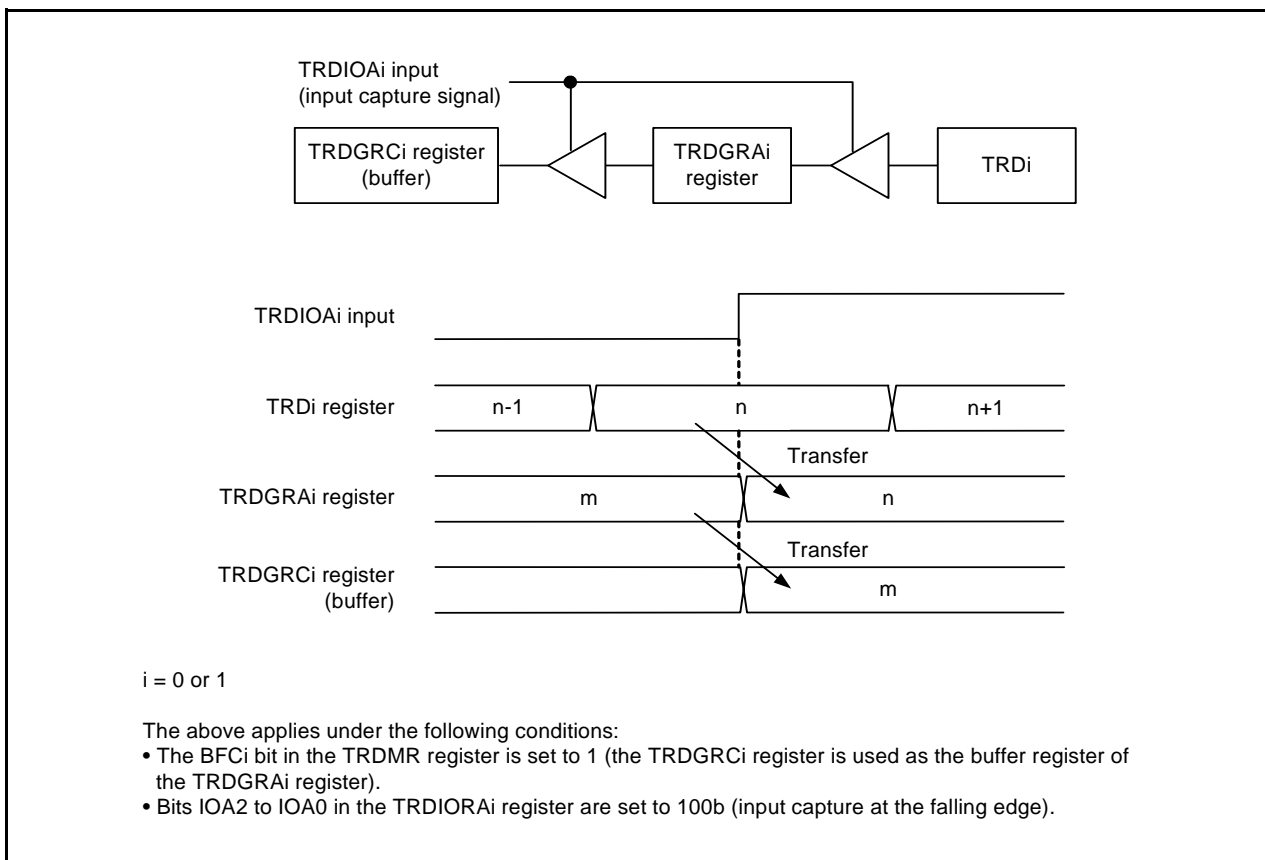 TRDIOAi input
(input capture signal)
TRDGRCi register
(buffer)
TRDGRAi
register
TRDi
TRDIOAi input
TRDi register
n-1
n
n+1
Transfer
TRDGRAi register
m
n
Transfer
TRDGRCi register
(buffer)
m
i = 0 or 1
The above applies under the following conditions:
• The BFCi bit in the TRDMR register is set to 1 (the TRDGRCi register is used as the buffer register of
the TRDGRAi register).
• Bits IOA2 to IOA0 in the TRDIORAi register are set to 100b (input capture at the falling edge).